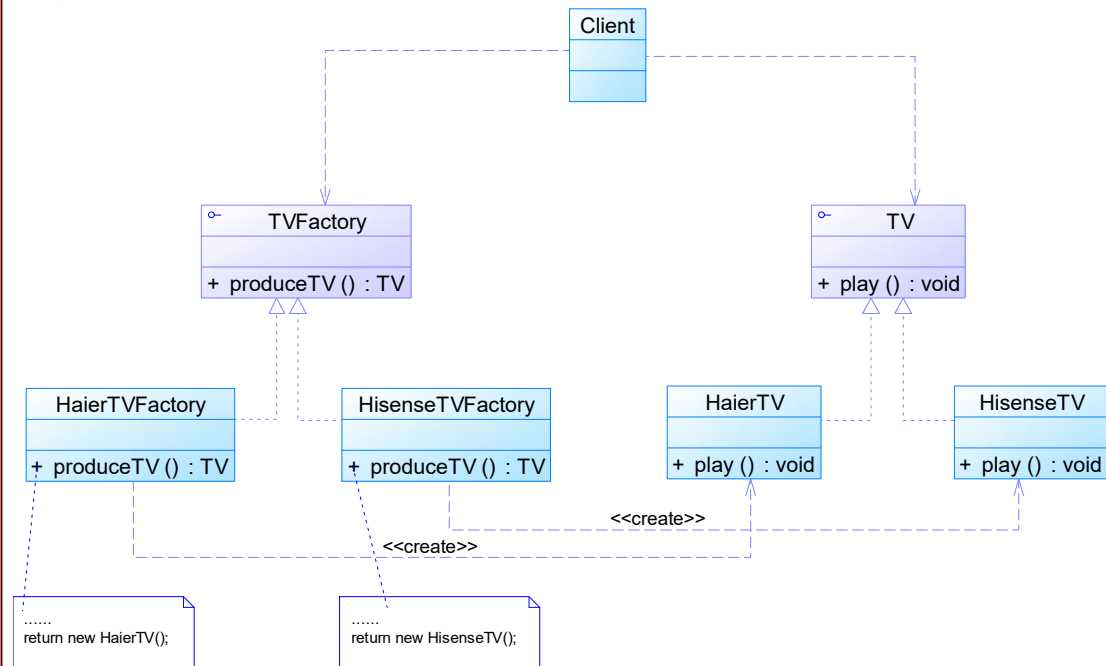 Client
TVFactory
+ produceTV () : TV
TV
+ play () : void
HaierTVFactory
+ produceTV () : TV
HisenseTVFactory
+ produceTV () : TV
HaierTV
+ play () : void
HisenseTV
+ play () : void
<<create>>
<<create>>
......
return new HaierTV();
......
return new HisenseTV();